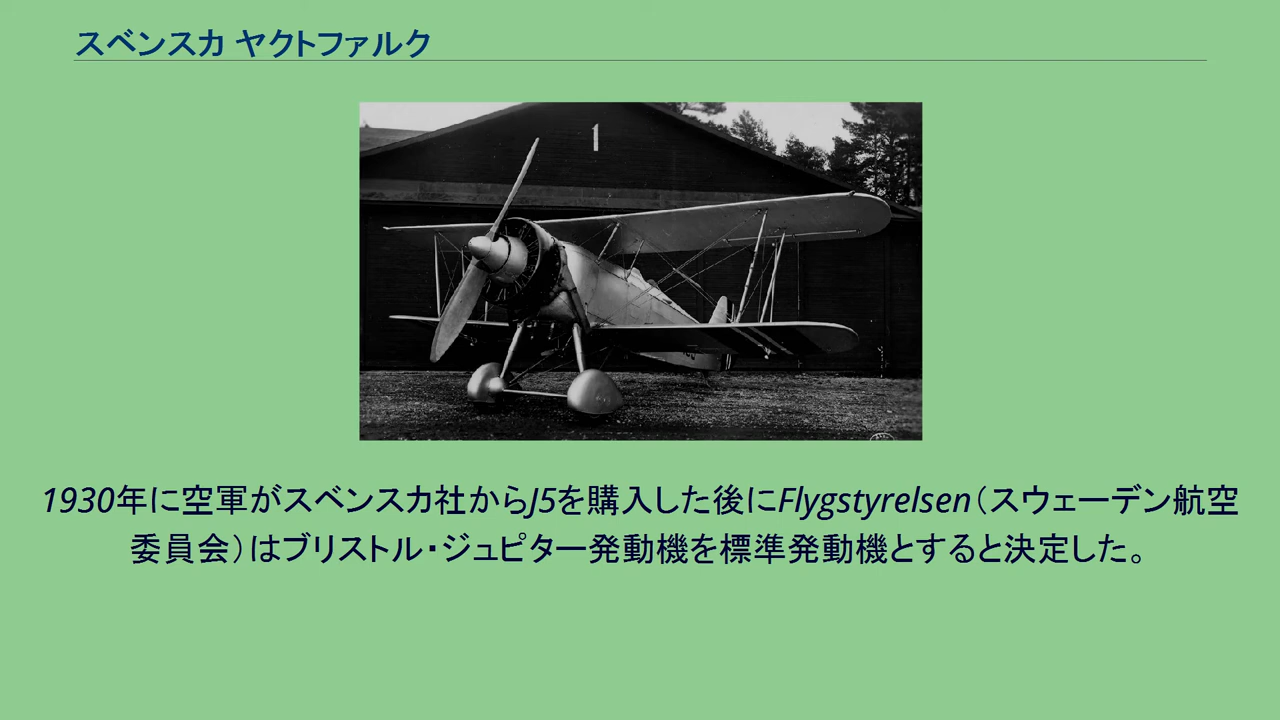 スベンスカ ヤクトファルク
1
1930年に空軍がスベンスカ社からJ5を購入した後にFlygstyrelsen（スウェーデン航空
委員会）はブリストル・ジュピター発動機を標準発動機とすると決定した。